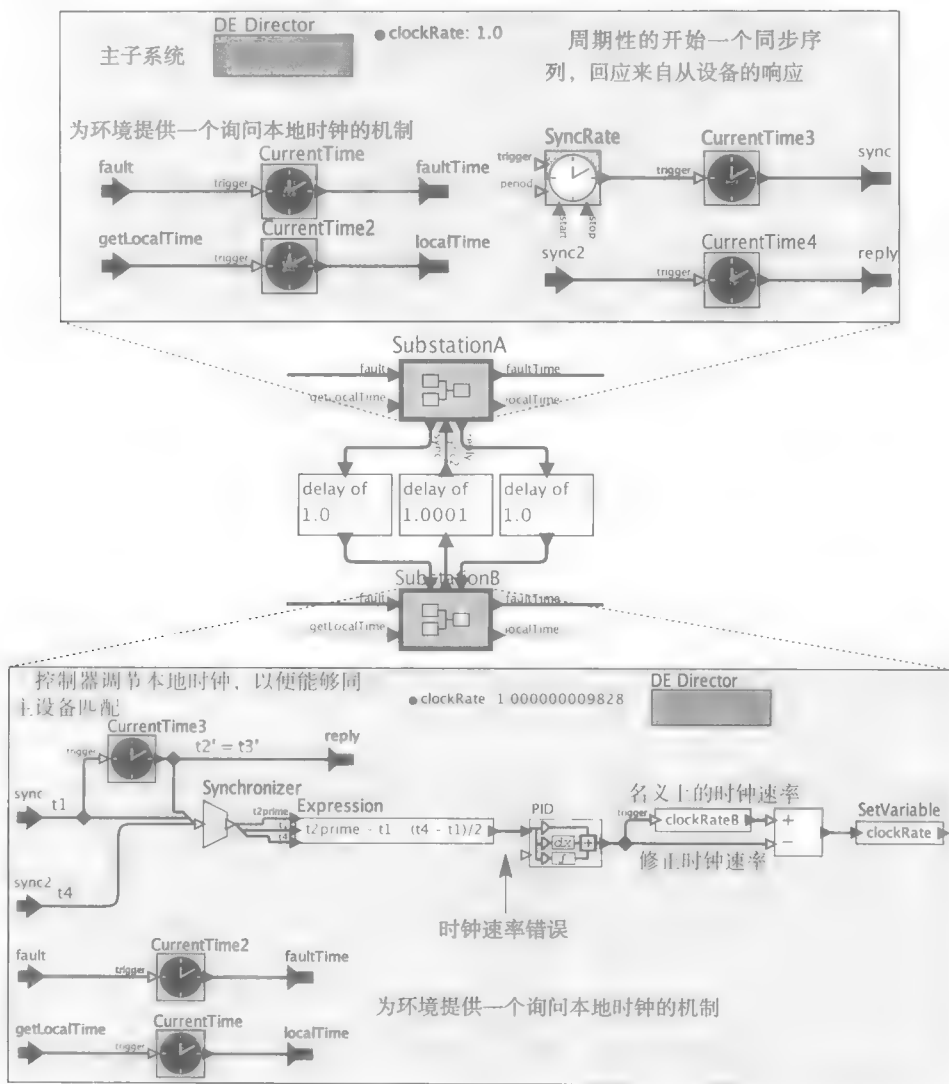 DE Director
主子系统
clockRate: 1.0
周期性的开始一个同步序
列，回应来自从设备的响应
为环境提供一个询问本地时钟的机制
fault
trigger
CurrentTime
faultTime
getLocalTime
trigger
CurrentTime2
localTime
SyncRate
trigger
period
start
stop
trigger
CurrentTime3
sync
sync2
trigger
CurrentTime4
reply
SubstationA
fault
faultTime
getLocalTime
localTime
sync
reply
delay of
1.0
delay of
1.0001
delay of
1.0
SubstationB
fault
faultTime
getLocalTime
localTime
控制器调节本地时钟，以便能够同
主设备匹配
clockRate 1.000000009828
DE Director
CurrentTime3
trigger
t2' = t3'
reply
sync
t1
Synchronizer
t2prime
t4
Expression
t2prime - t1 (t4 - t1)/2
PID
dx
名义上的时钟速率
trigger
clockRateB
修正时钟速率
+
−
SetVariable
clockRate
sync2
t4
时钟速率错误
fault
trigger
CurrentTime2
faultTime
为环境提供一个询问本地时钟的机制
getLocalTime
trigger
CurrentTime
localTime